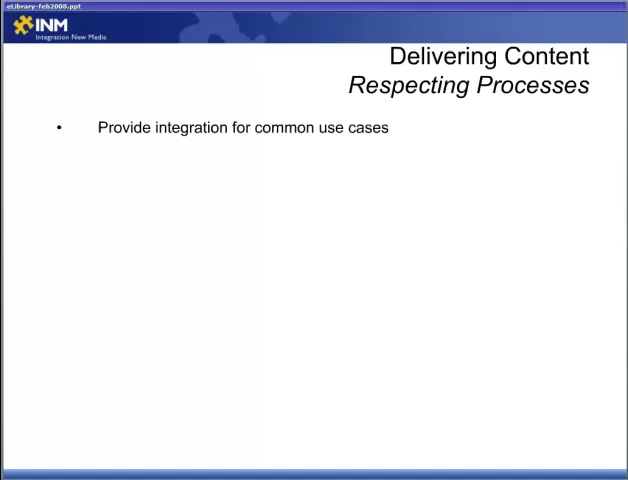 eLibrary-feb2008.ppt
INM
Integration New Media
Delivering Content
Respecting Processes
• Provide integration for common use cases